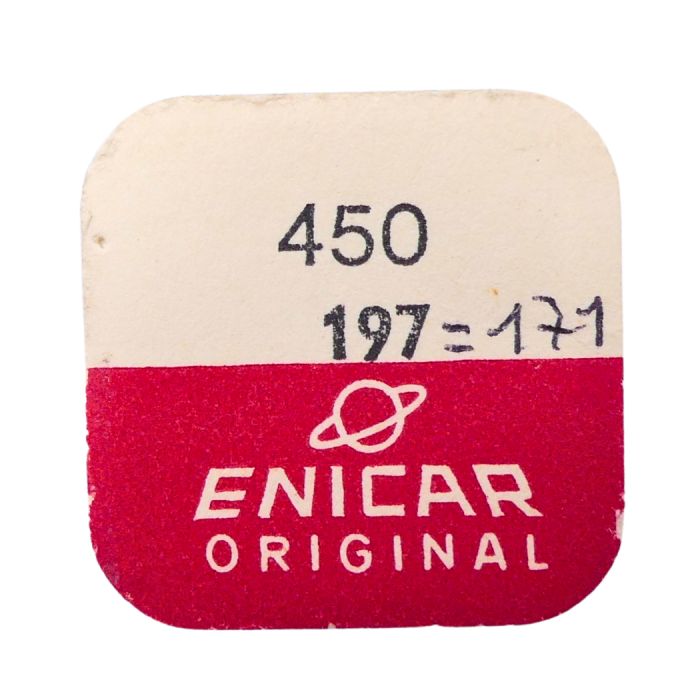 450
197 = 171
ENICAR
ORIGINAL